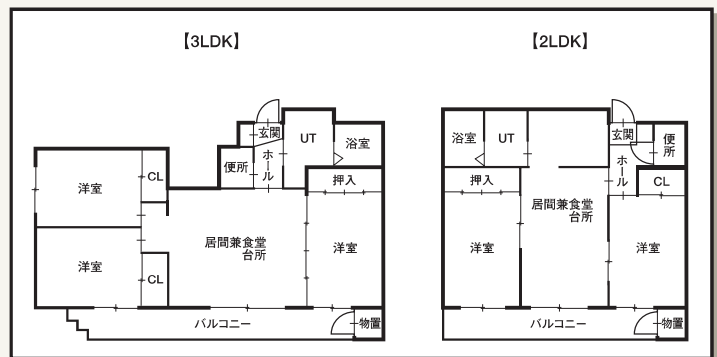 【3LDK】
玄関
UT
浴室
便所
ホール
CL
押入
洋室
居間兼食堂
台所
洋室
洋室
CL
バルコニー
物置
【2LDK】
浴室
UT
玄関
便所
ホール
押入
CL
居間兼食堂
台所
洋室
洋室
バルコニー
物置